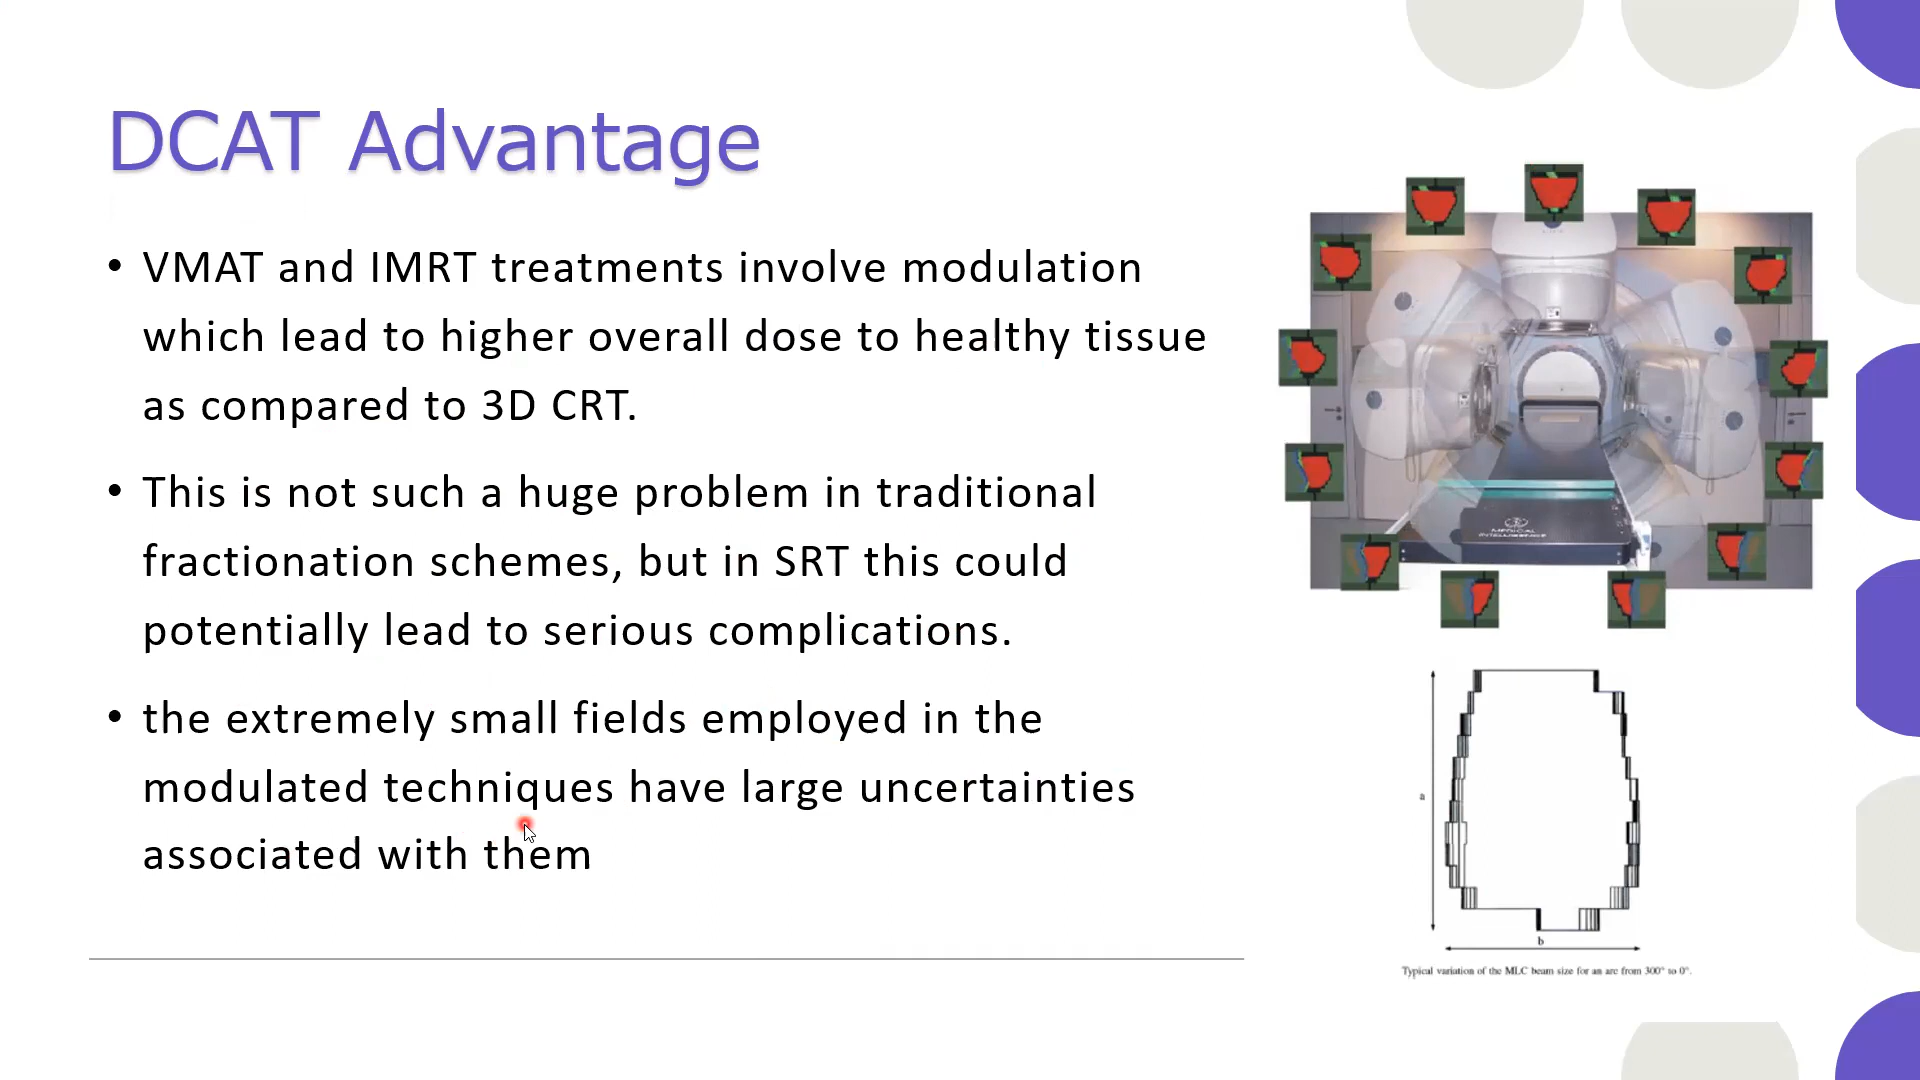 DCAT Advantage
• VMAT and IMRT treatments involve modulation
which lead to higher overall dose to healthy tissue
as compared to 3D CRT.
• This is not such a huge problem in traditional
fractionation schemes, but in SRT this could
potentially lead to serious complications.
• the extremely small fields employed in the
modulated techniques have large uncertainties
associated with them
MEDICAL
INTELLIGENCE
a
b
Typical variation of the MLC beam size for an arc from 300° to 0°.